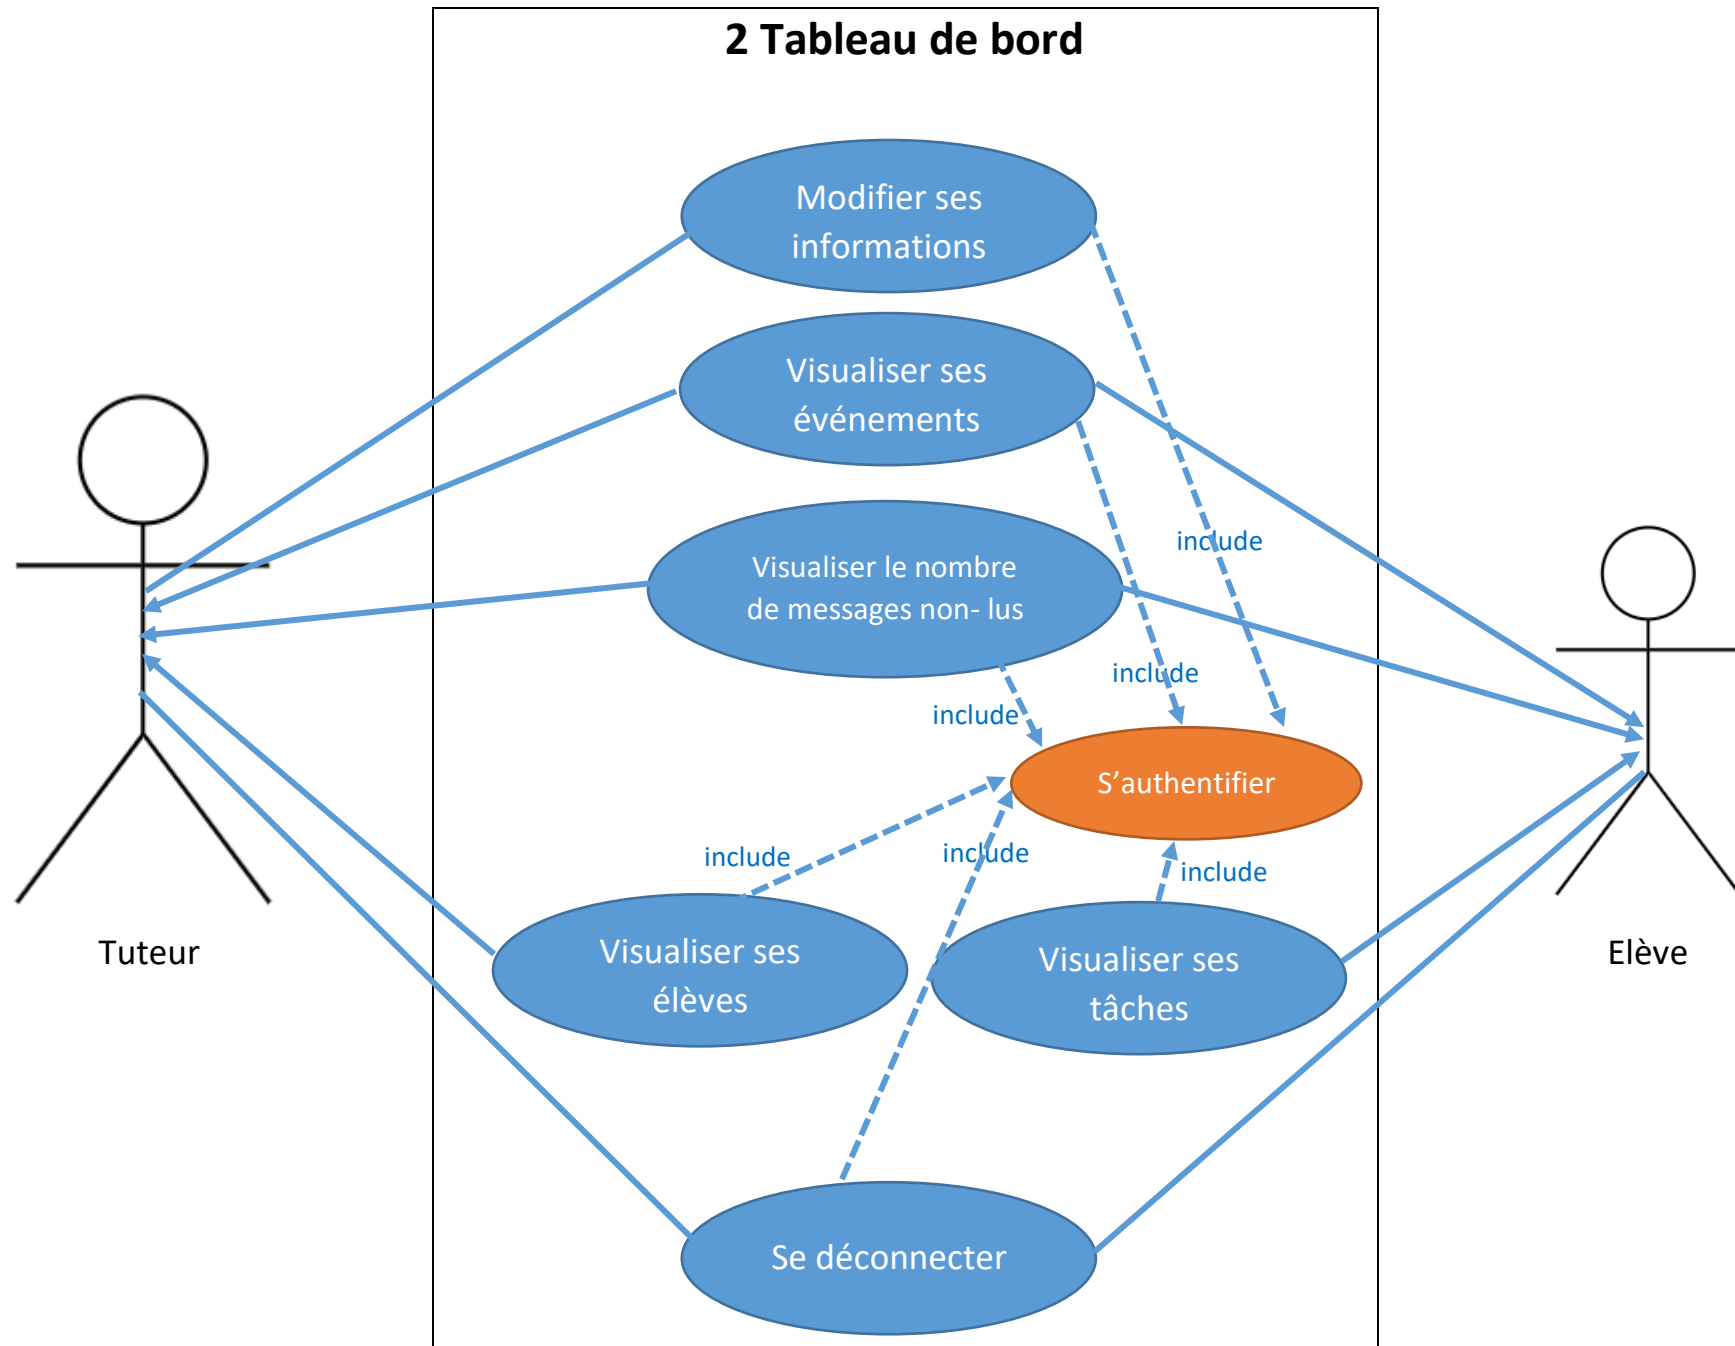 2 Tableau de bord
Modifier ses
informations
Visualiser ses
événements
include
Visualiser le nombre
de messages non- lus
include
include
S'authentifier
include
include
include
Tuteur
Visualiser ses
élèves
Visualiser ses
tâches
Elève
Se déconnecter